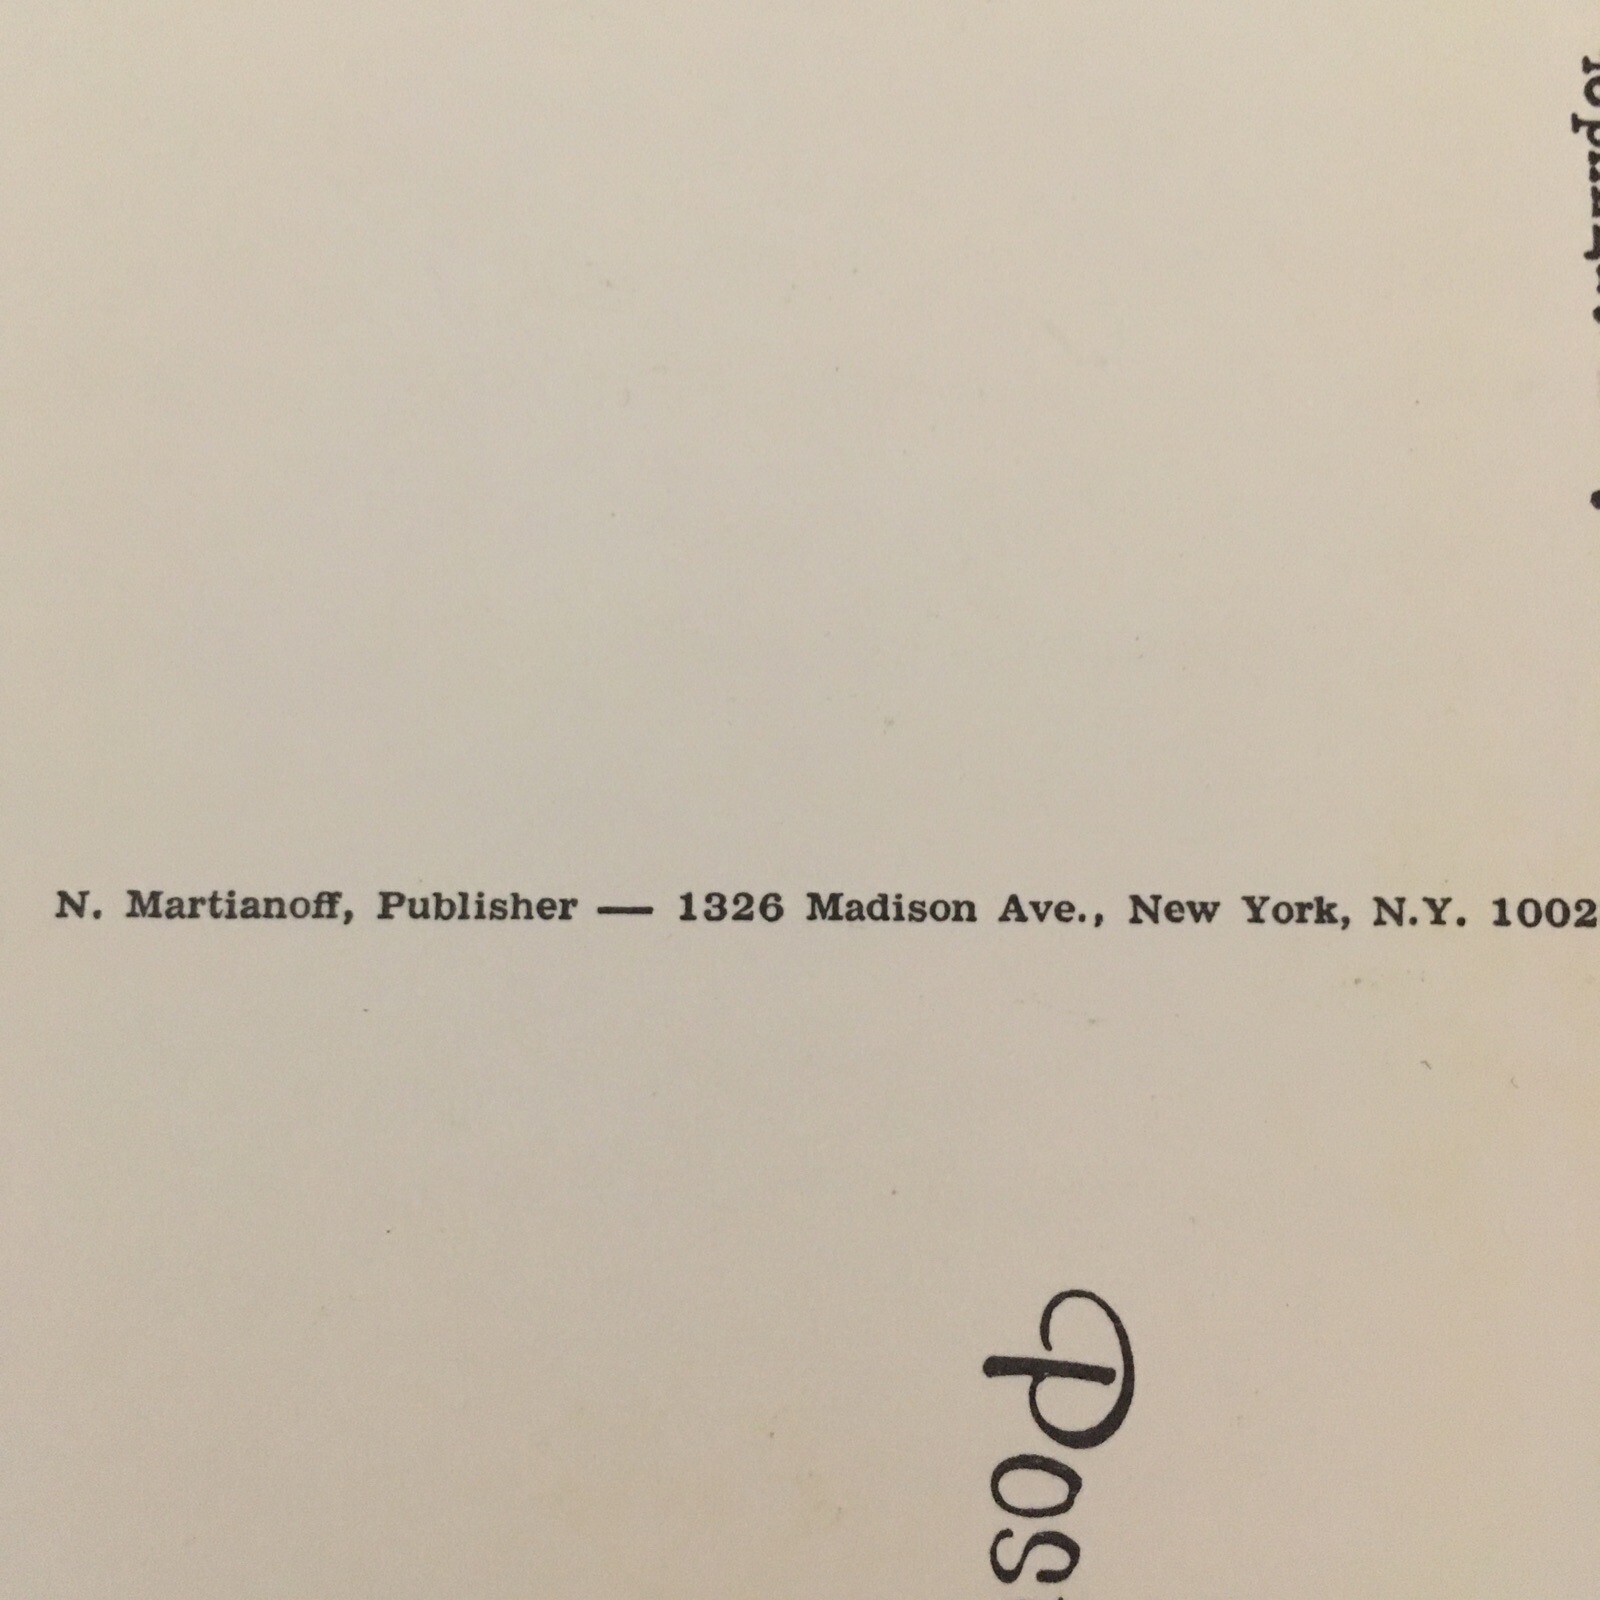 N. Martianoff, Publisher — 1326 Madison Ave., New York, N.Y. 1002
Pos